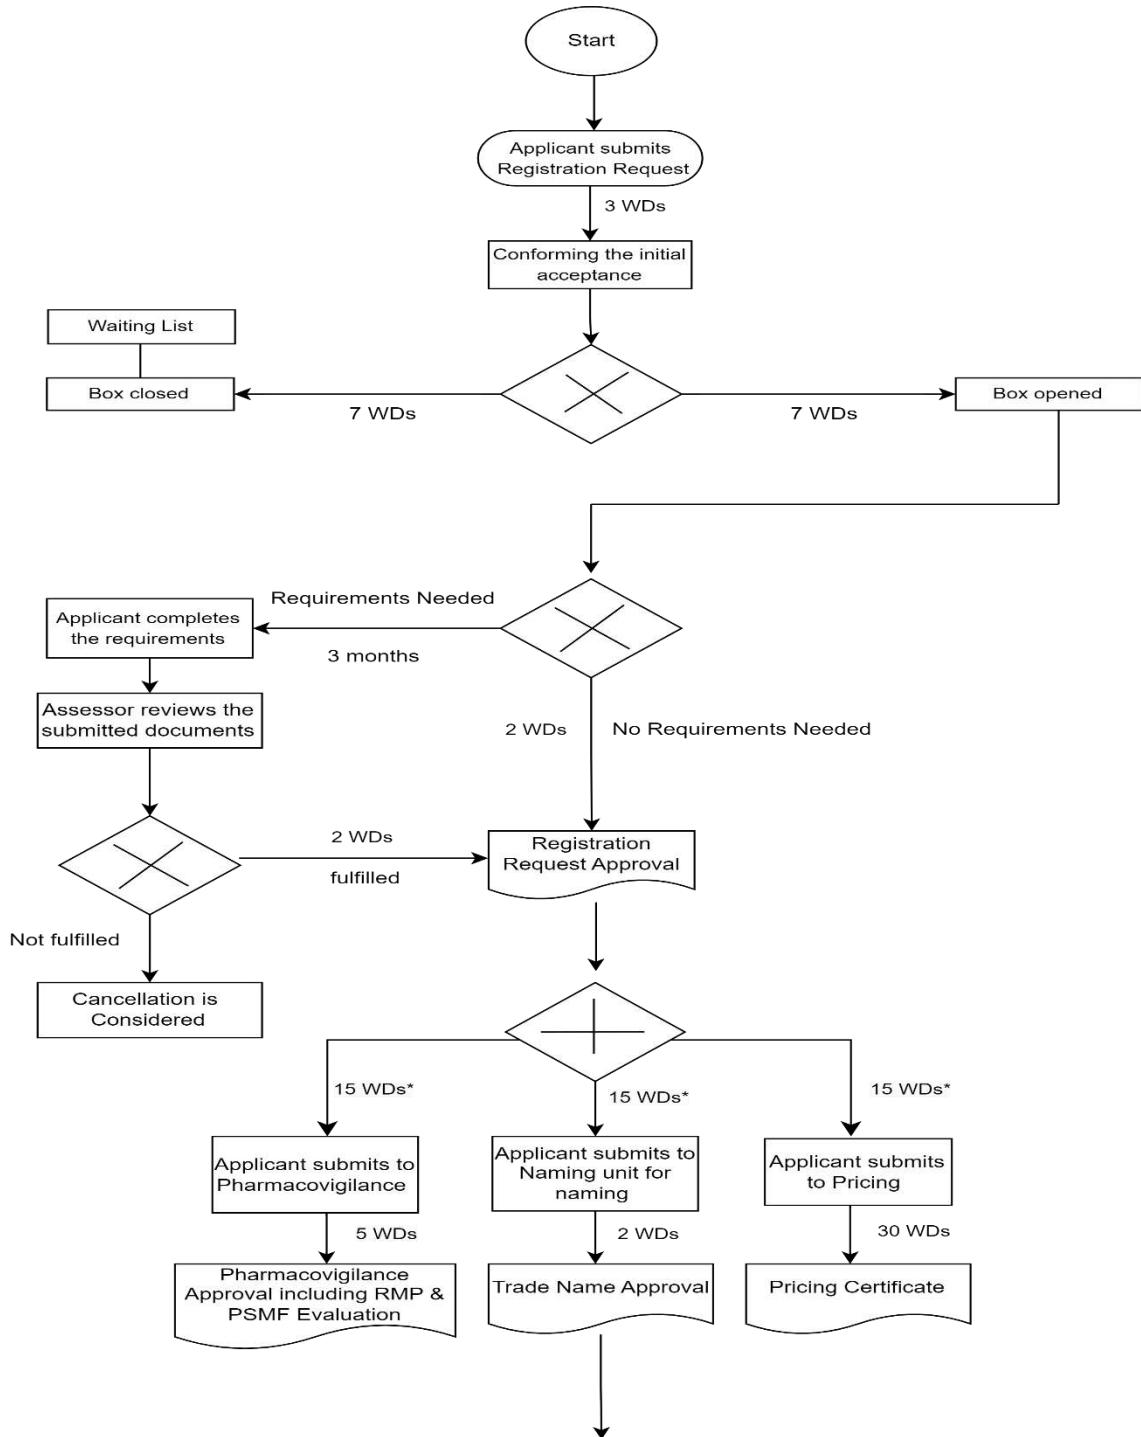 Start
Applicant submits
Registration Request
3 WDs
Conforming the initial
acceptance
Waiting List
Box closed
7 WDs
7 WDs
Box opened
Requirements Needed
Applicant completes
the requirements
3 months
Assessor reviews the
submitted documents
2 WDs
No Requirements Needed
2 WDs
fulfilled
Registration
Request Approval
Not fulfilled
Cancellation is
Considered
15 WDs*
15 WDs*
15 WDs*
Applicant submits to
Pharmacovigilance
Applicant submits to
Naming unit for
naming
Applicant submits
to Pricing
5 WDs
2 WDs
30 WDs
Pharmacovigilance
Approval including RMP &
PSMF Evaluation
Trade Name Approval
Pricing Certificate